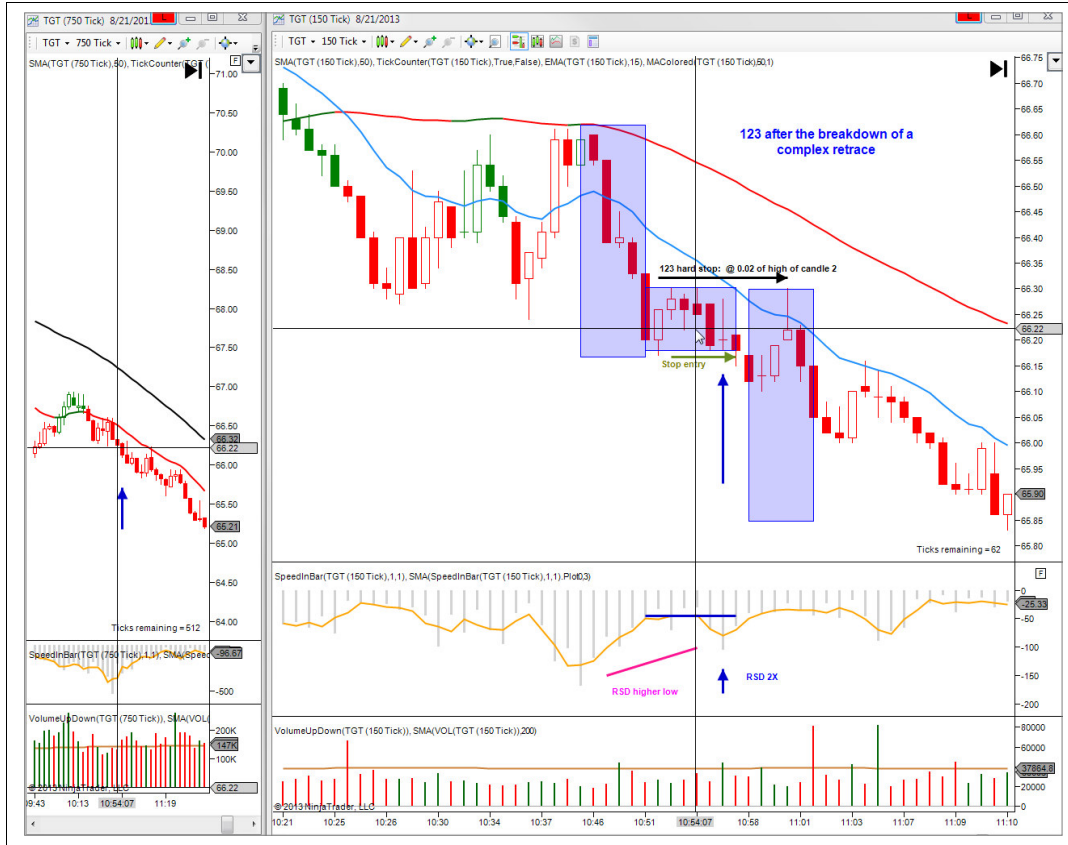 TGT (750 Tick) 8/21/201
TGT 750 Tick
SMA(TGT (750 Tick),50), TickCounter(TGT (
F
71.00
70.50
70.00
69.50
69.00
68.50
68.00
67.50
67.00
66.50
66.32
66.22
66.00
65.50
65.21
65.00
64.50
64.00
Ticks remaining = 512
SpeedInBar(TGT (750 Tick),1,1), SMA(Speed
-96.67
-500
VolumeUpDown(TGT (750 Tick)), SMA(VOL(
200K
147K
100K
66.22
© 2013 NinjaTrader, LLC
09:43
10:13
10:54:07
11:19
L
TGT (150 Tick) 8/21/2013
TGT 150 Tick
SMA(TGT (150 Tick),50), TickCounter(TGT (150 Tick),True,False), EMA(TGT (150 Tick),15), MAColored(TGT (150 Tick),50,1)
123 after the breakdown of a
complex retrace
123 hard stop: @ 0.02 of high of candle 2
Stop entry
66.75
66.70
66.65
66.60
66.55
66.50
66.45
66.40
66.35
66.30
66.25
66.22
66.20
66.15
66.10
66.05
66.00
65.95
65.90
65.85
65.80
Ticks remaining = 62
SpeedInBar(TGT (150 Tick),1,1), SMA(SpeedInBar(TGT (150 Tick),1,1).Plot0,3)
F
0
-25.33
-50
-100
-150
-200
RSD higher low
RSD 2X
VolumeUpDown(TGT (150 Tick)), SMA(VOL(TGT (150 Tick)),200)
80000
60000
37864.8
20000
0
© 2013 NinjaTrader, LLC
10:21
10:25
10:26
10:30
10:34
10:37
10:46
10:51
10:54:07
10:58
11:01
11:03
11:07
11:09
11:10